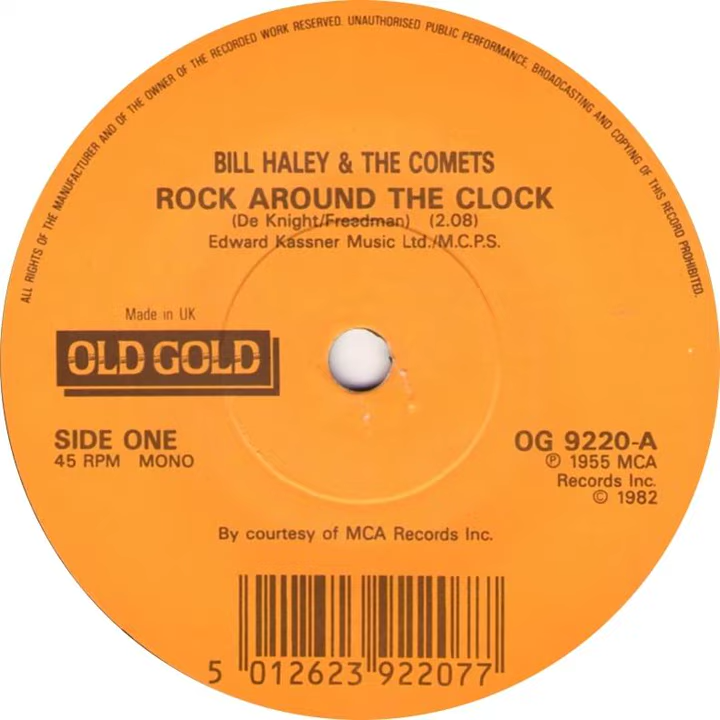 ALL RIGHTS OF THE MANUFACTURER AND OF THE OWNER OF THE RECORDED WORK RESERVED. UNAUTHORISED PUBLIC PERFORMANCE, BROADCASTING AND COPYING OF THIS RECORD PROHIBITED.
BILL HALEY & THE COMETS
ROCK AROUND THE CLOCK
(De Knight/Freadman) (2.08)
Edward Kassner Music Ltd./M.C.P.S.
Made in UK
OLD GOLD
SIDE ONE
45 RPM MONO
OG 9220-A
℗ 1955 MCA
Records Inc.
© 1982
By courtesy of MCA Records Inc.
5 012623 922077